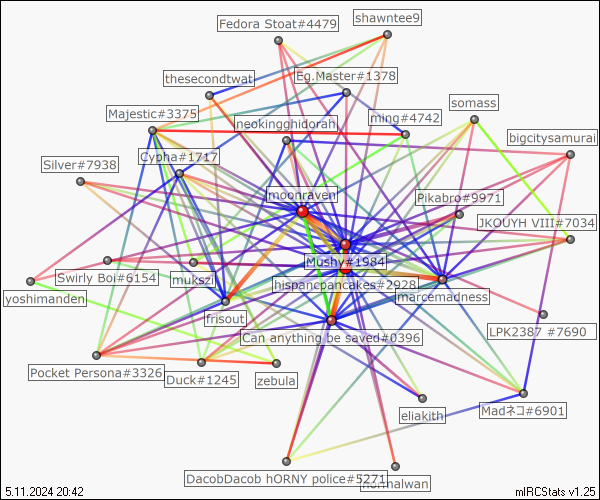 Fedora Stoat#4479
shawntee9
thesecondtwat
Eg.Master#1378
somass
Majestic#3375
neokingghidorah
ming#4742
bigcitysamurai
Silver#7938
Cypha#1717
moonraven
Pikabro#9971
JKOUYH VIII#7034
Mushy#1984
Swirly Boi#6154
mukszi
hispancpancakes#2928
marcemadness
yoshimanden
frisout
LPK2387 #7690
Can anything be saved#0396
Pocket Persona#3326
Duck#1245
zebula
eliakith
Madネコ#6901
DacobDacob hORNY police#5271
normalwan
5.11.2024 20:42
mIRCStats v1.25